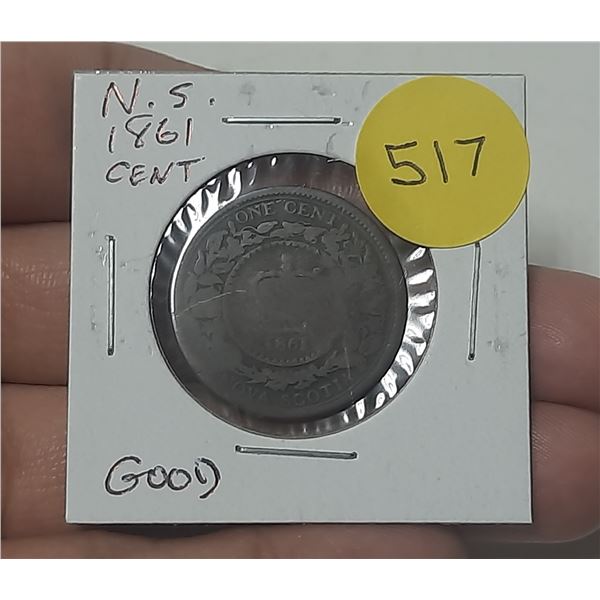 N.S.
1861
CENT
517
ONE CENT
1861
NOVA SCOTIA
GOOD